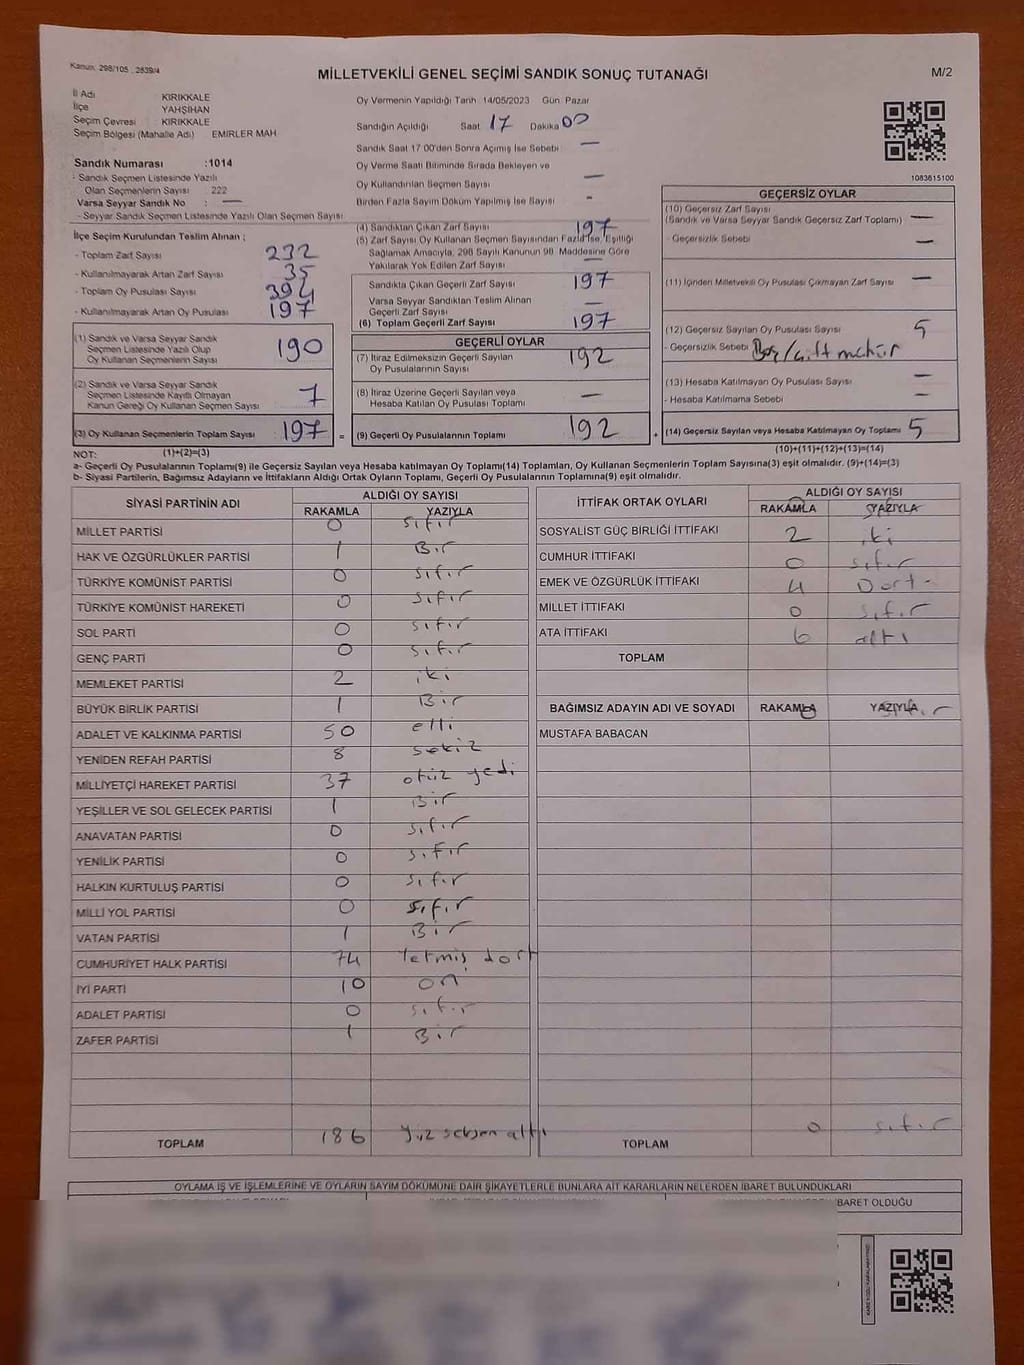 Kanun: 298/105 , 2839/4
MİLLETVEKİLİ GENEL SEÇİMİ SANDIK SONUÇ TUTANAĞI
M/2
İl Adı KIRIKKALE
İlçe YAHŞİHAN
Seçim Çevresi KIRIKKALE
Seçim Bölgesi (Mahalle Adı) EMİRLER MAH
Sandık Numarası :1014
- Sandık Seçmen Listesinde Yazılı
Olan Seçmenlerin Sayısı 222
Varsa Seyyar Sandık No : —
- Seyyar Sandık Seçmen Listesinde Yazılı Olan Seçmen Sayısı
Oy Vermenin Yapıldığı Tarih 14/05/2023 Gün Pazar
Sandığın Açıldığı Saat 17 Dakika 00
Sandık Saat 17 00'den Sonra Açımış İse Sebebi —
Oy Verme Saati Bitiminde Sırada Bekleyen ve
Oy Kullandırılan Seçmen Sayısı —
Birden Fazla Sayım Döküm Yapılmış İse Sayısı -
1083615100
İlçe Seçim Kurulundan Teslim Alınan ;
- Toplam Zarf Sayısı 232
- Kullanılmayarak Artan Zarf Sayısı 35
- Toplam Oy Pusulası Sayısı 394
- Kullanılmayarak Artan Oy Pusulası 197
(1) Sandık ve Varsa Seyyar Sandık
Seçmen Listesinde Yazılı Olup
Oy Kullanan Seçmenlerin Sayısı 190
(2) Sandık ve Varsa Seyyar Sandık
Seçmen Listesinde Kayıtlı Olmayan
Kanun Gereği Oy Kullanan Seçmen Sayısı 7
(3) Oy Kullanan Seçmenlerin Toplam Sayısı 197 =
(1)+(2)=(3)
(4) Sandıktan Çıkan Zarf Sayısı 197
(5) Zarf Sayısı Oy Kullanan Seçmen Sayısından Fazla İse, Eşitliği
Sağlamak Amacıyla, 298 Sayılı Kanunun 98. Maddesine Göre
Yakılarak Yok Edilen Zarf Sayısı —
Sandıkta Çıkan Geçerli Zarf Sayısı 197
Varsa Seyyar Sandıktan Teslim Alınan
Geçerli Zarf Sayısı —
(6) Toplam Geçerli Zarf Sayısı 197
GEÇERLİ OYLAR
(7) İtiraz Edilmeksizin Geçerli Sayılan
Oy Pusulalarının Sayısı 192
(8) İtiraz Üzerine Geçerli Sayılan veya
Hesaba Katılan Oy Pusulası Toplamı —
(9) Geçerli Oy Pusulalarının Toplamı 192 +
GEÇERSİZ OYLAR
(10) Geçersiz Zarf Sayısı
(Sandık ve Varsa Seyyar Sandık Geçersiz Zarf Toplamı) —
- Geçersizlik Sebebi —
(11) İçinden Milletvekili Oy Pusulası Çıkmayan Zarf Sayısı —
(12) Geçersiz Sayılan Oy Pusulası Sayısı 5
- Geçersizlik Sebebi Boş/çift mühür
(13) Hesaba Katılmayan Oy Pusulası Sayısı —
- Hesaba Katılmama Sebebi —
(14) Geçersiz Sayılan veya Hesaba Katılmayan Oy Toplamı 5
(10)+(11)+(12)+(13)=(14)
NOT:
a- Geçerli Oy Pusulalarının Toplamı(9) ile Geçersiz Sayılan veya Hesaba katılmayan Oy Toplamı(14) Toplamları, Oy Kullanan Seçmenlerin Toplam Sayısına(3) eşit olmalıdır. (9)+(14)=(3)
b- Siyasi Partilerin, Bağımsız Adayların ve İttifakların Aldığı Ortak Oyların Toplamı, Geçerli Oy Pusulalarının Toplamına(9) eşit olmalıdır.
SİYASİ PARTİNİN ADI ALDIĞI OY SAYISI
RAKAMLA YAZIYLA
MİLLET PARTİSİ 0 sıfır
HAK VE ÖZGÜRLÜKLER PARTİSİ 1 Bir
TÜRKİYE KOMÜNİST PARTİSİ 0 sıfır
TÜRKİYE KOMÜNİST HAREKETİ 0 sıfır
SOL PARTİ 0 sıfır
GENÇ PARTİ 0 sıfır
MEMLEKET PARTİSİ 2 iki
BÜYÜK BİRLİK PARTİSİ 1 Bir
ADALET VE KALKINMA PARTİSİ 50 elli
YENİDEN REFAH PARTİSİ 8 sekiz
MİLLİYETÇİ HAREKET PARTİSİ 37 otuz yedi
YEŞİLLER VE SOL GELECEK PARTİSİ 1 Bir
ANAVATAN PARTİSİ 0 sıfır
YENİLİK PARTİSİ 0 sıfır
HALKIN KURTULUŞ PARTİSİ 0 sıfır
MİLLİ YOL PARTİSİ 0 sıfır
VATAN PARTİSİ 1 Bir
CUMHURİYET HALK PARTİSİ 74 Yetmiş dört
İYİ PARTİ 10 on
ADALET PARTİSİ 0 sıfır
ZAFER PARTİSİ 1 Bir
TOPLAM 186 Yüz seksen altı
İTTİFAK ORTAK OYLARI ALDIĞI OY SAYISI
RAKAMLA YAZIYLA
SOSYALİST GÜÇ BİRLİĞİ İTTİFAKI 2 iki
CUMHUR İTTİFAKI 0 sıfır
EMEK VE ÖZGÜRLÜK İTTİFAKI 4 Dört
MİLLET İTTİFAKI 0 sıfır
ATA İTTİFAKI 6 altı
TOPLAM
BAĞIMSIZ ADAYIN ADI VE SOYADI RAKAMLA 0 YAZIYLA sıfır
MUSTAFA BABACAN
TOPLAM 0 sıfır
OYLAMA İŞ VE İŞLEMLERİNE VE OYLARIN SAYIM DÖKÜMÜNE DAİR ŞİKAYETLERLE BUNLARA AİT KARARLARIN NELERDEN İBARET BULUNDUKLARI
İBARET OLDUĞU